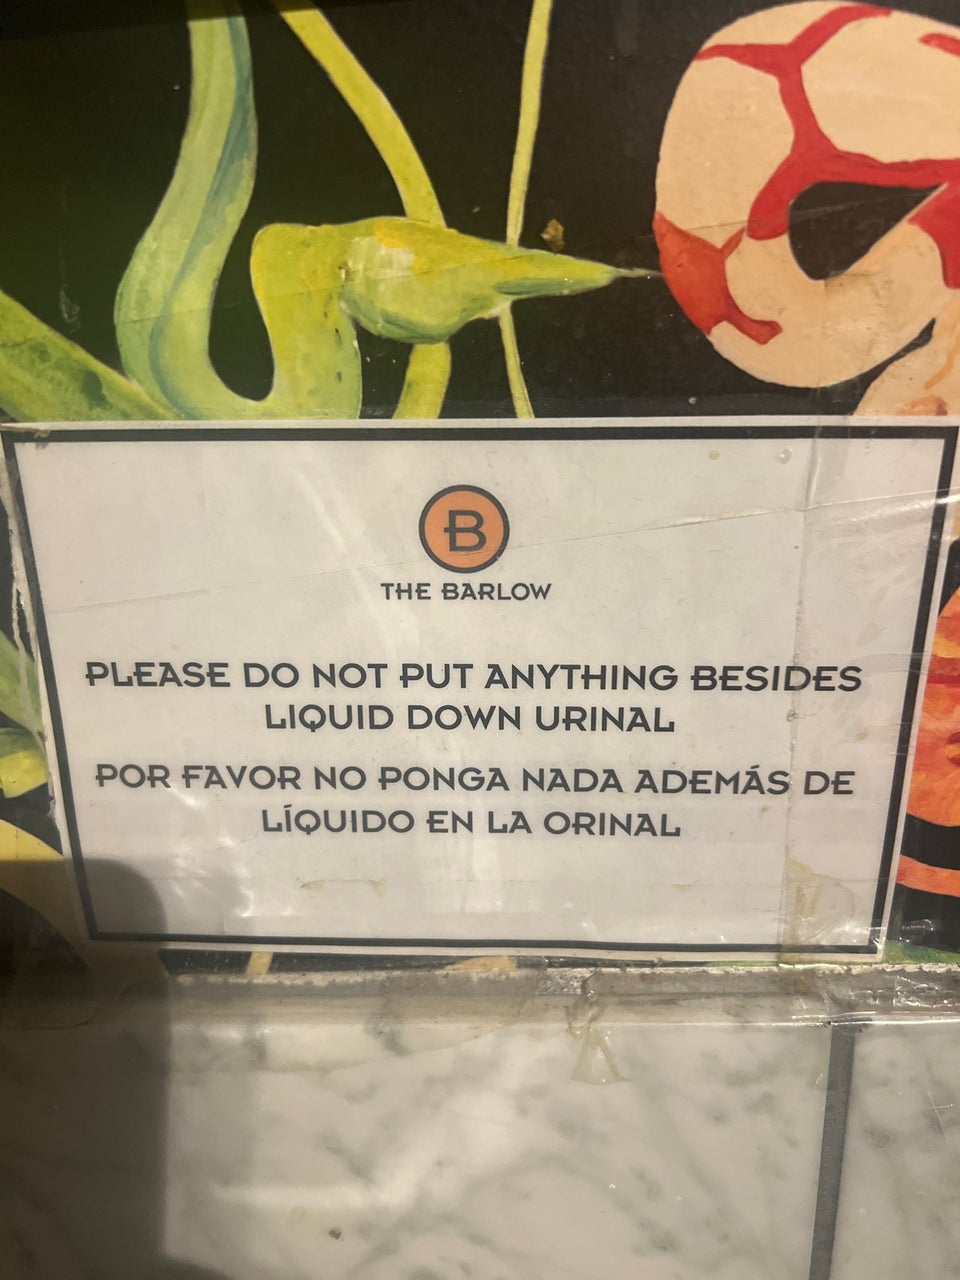 B
THE BARLOW
PLEASE DO NOT PUT ANYTHING BESIDES
LIQUID DOWN URINAL
POR FAVOR NO PONGA NADA ADEMÁS DE
LÍQUIDO EN LA ORINAL